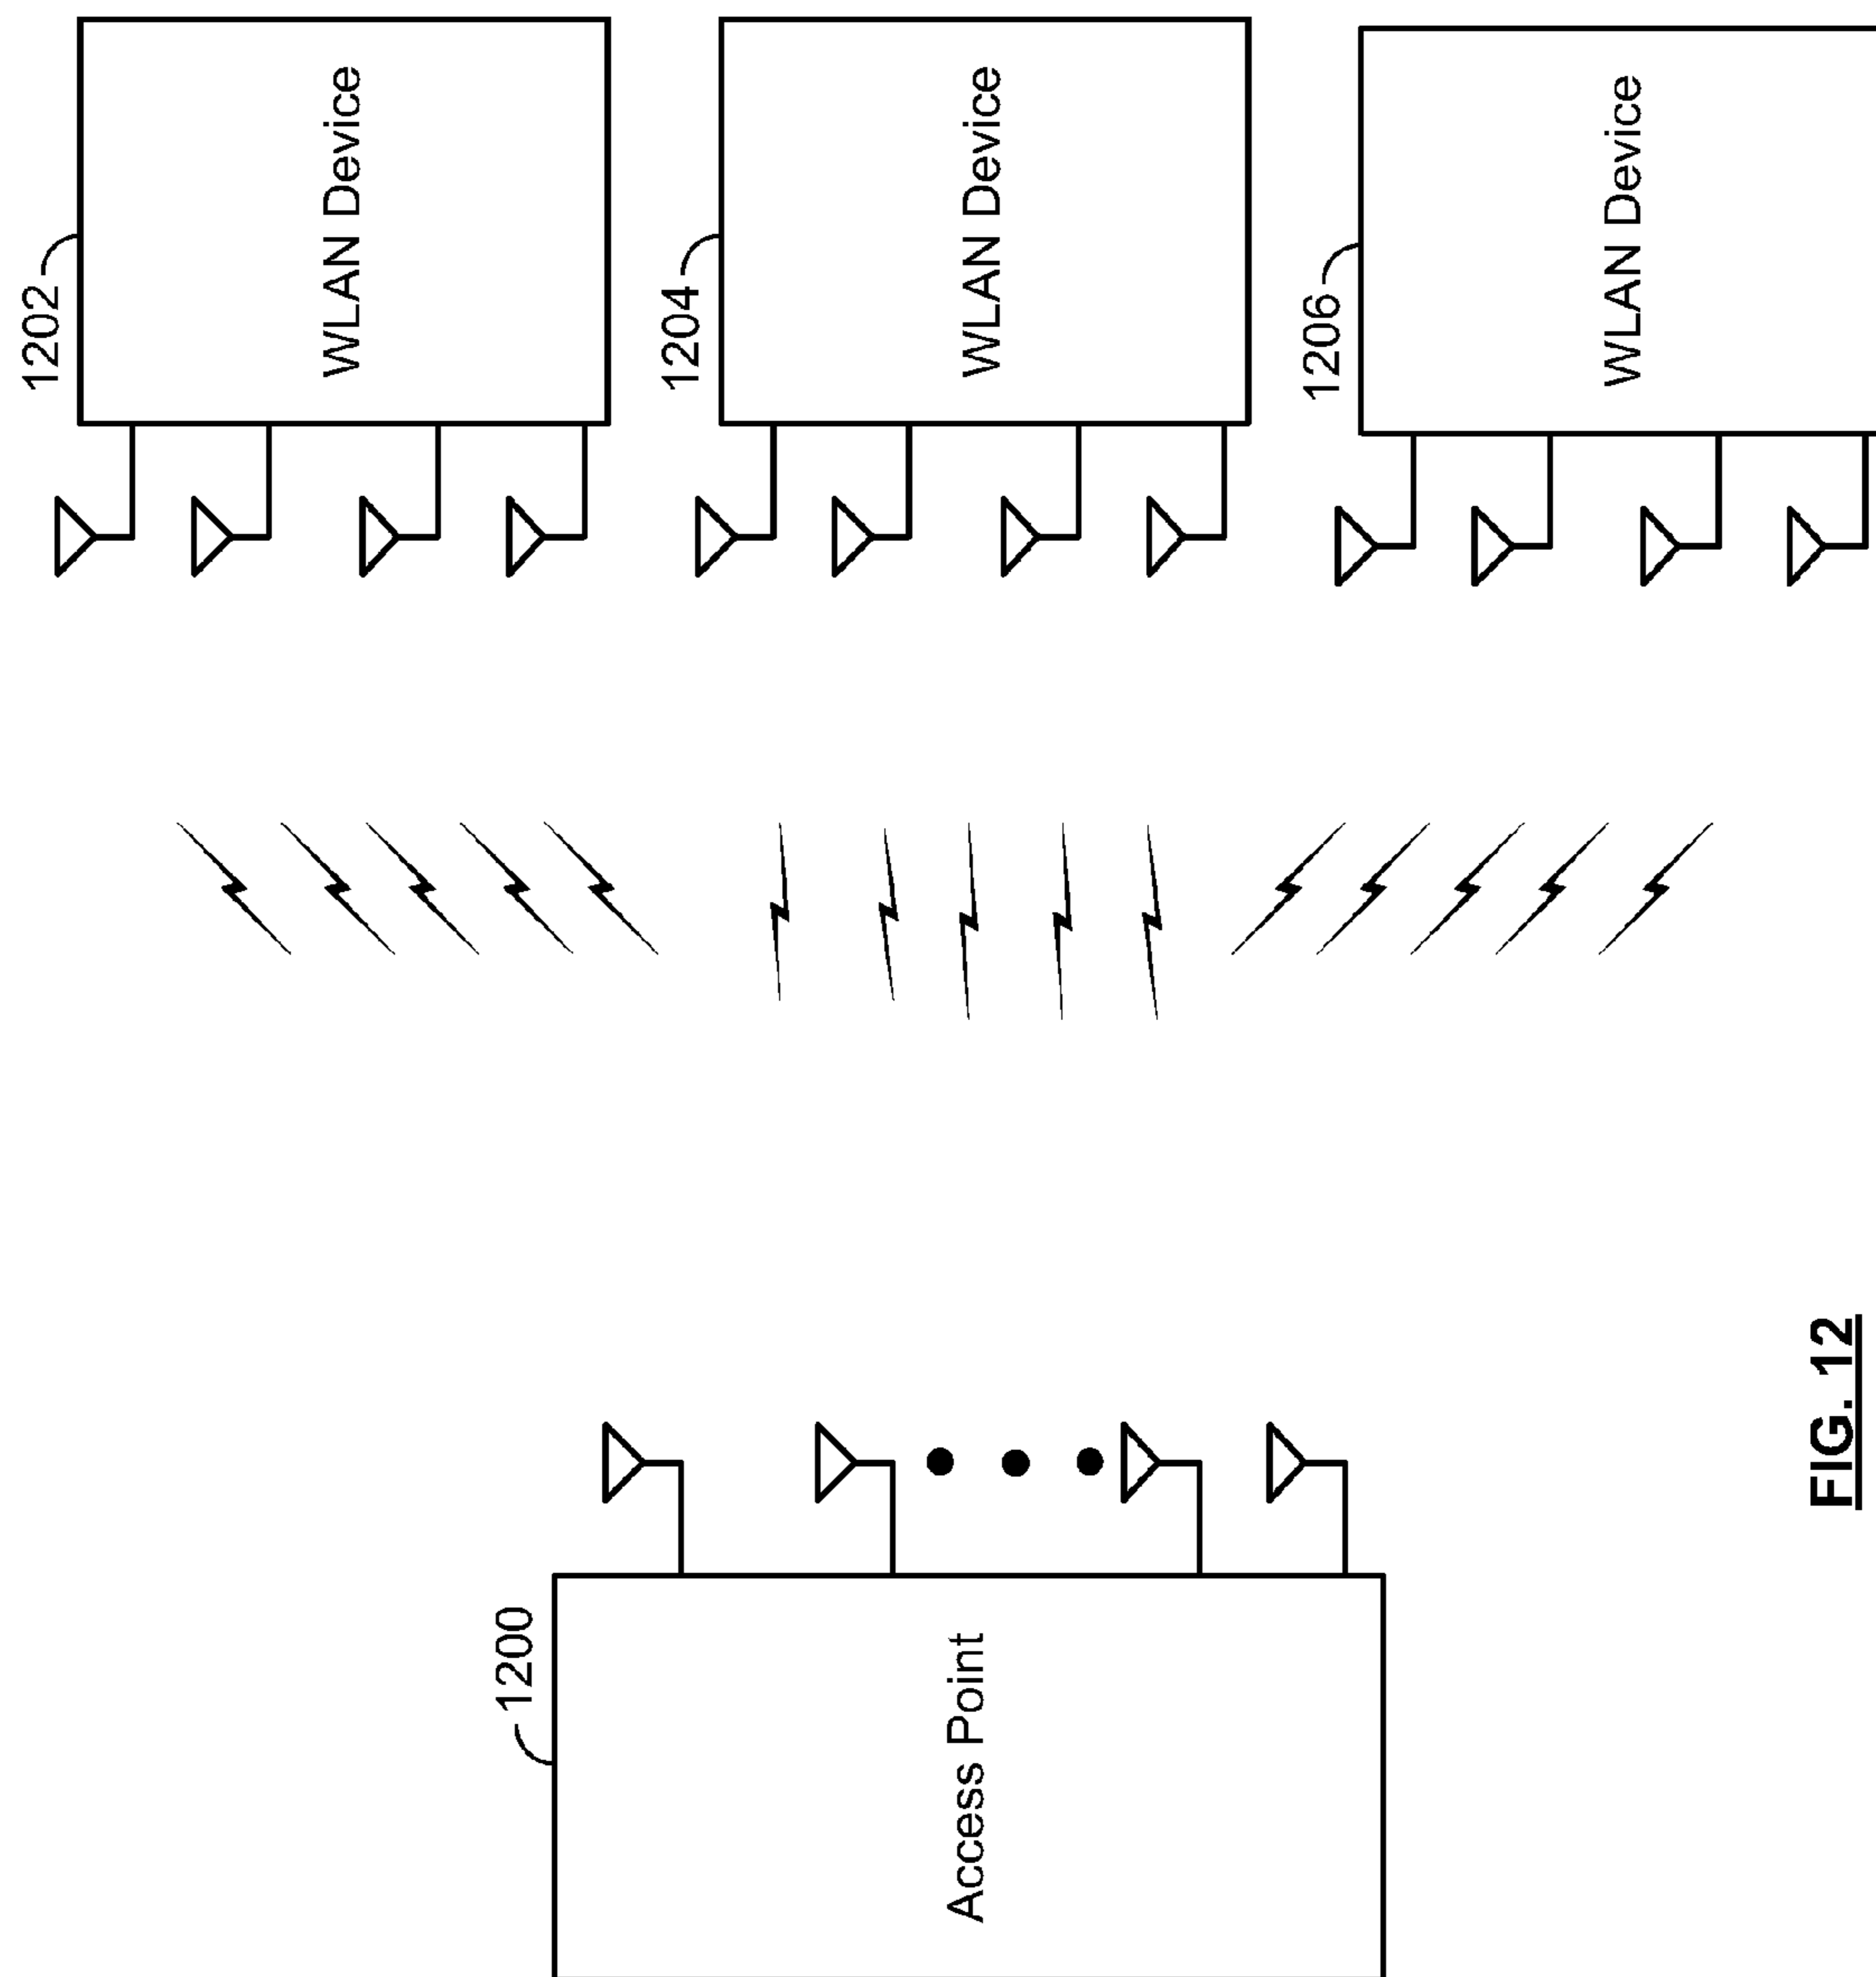 1202
WLAN Device
1204
WLAN Device
1206
WLAN Device
1200
Access Point
FIG. 12